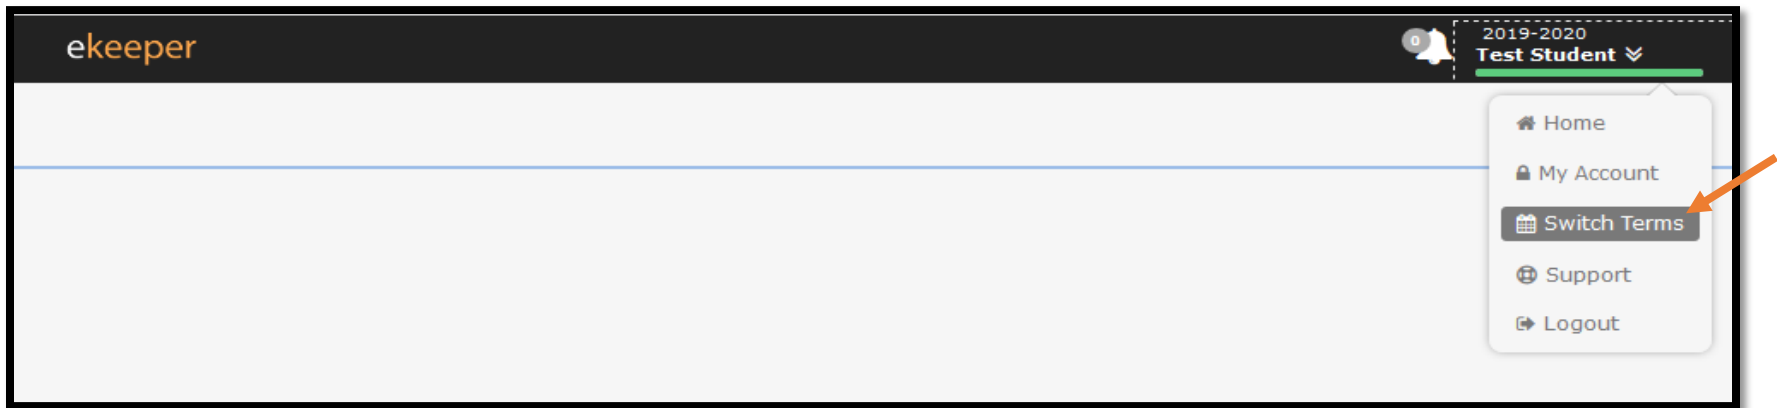 ekeeper
0
2019-2020
Test Student
Home
My Account
Switch Terms
Support
Logout